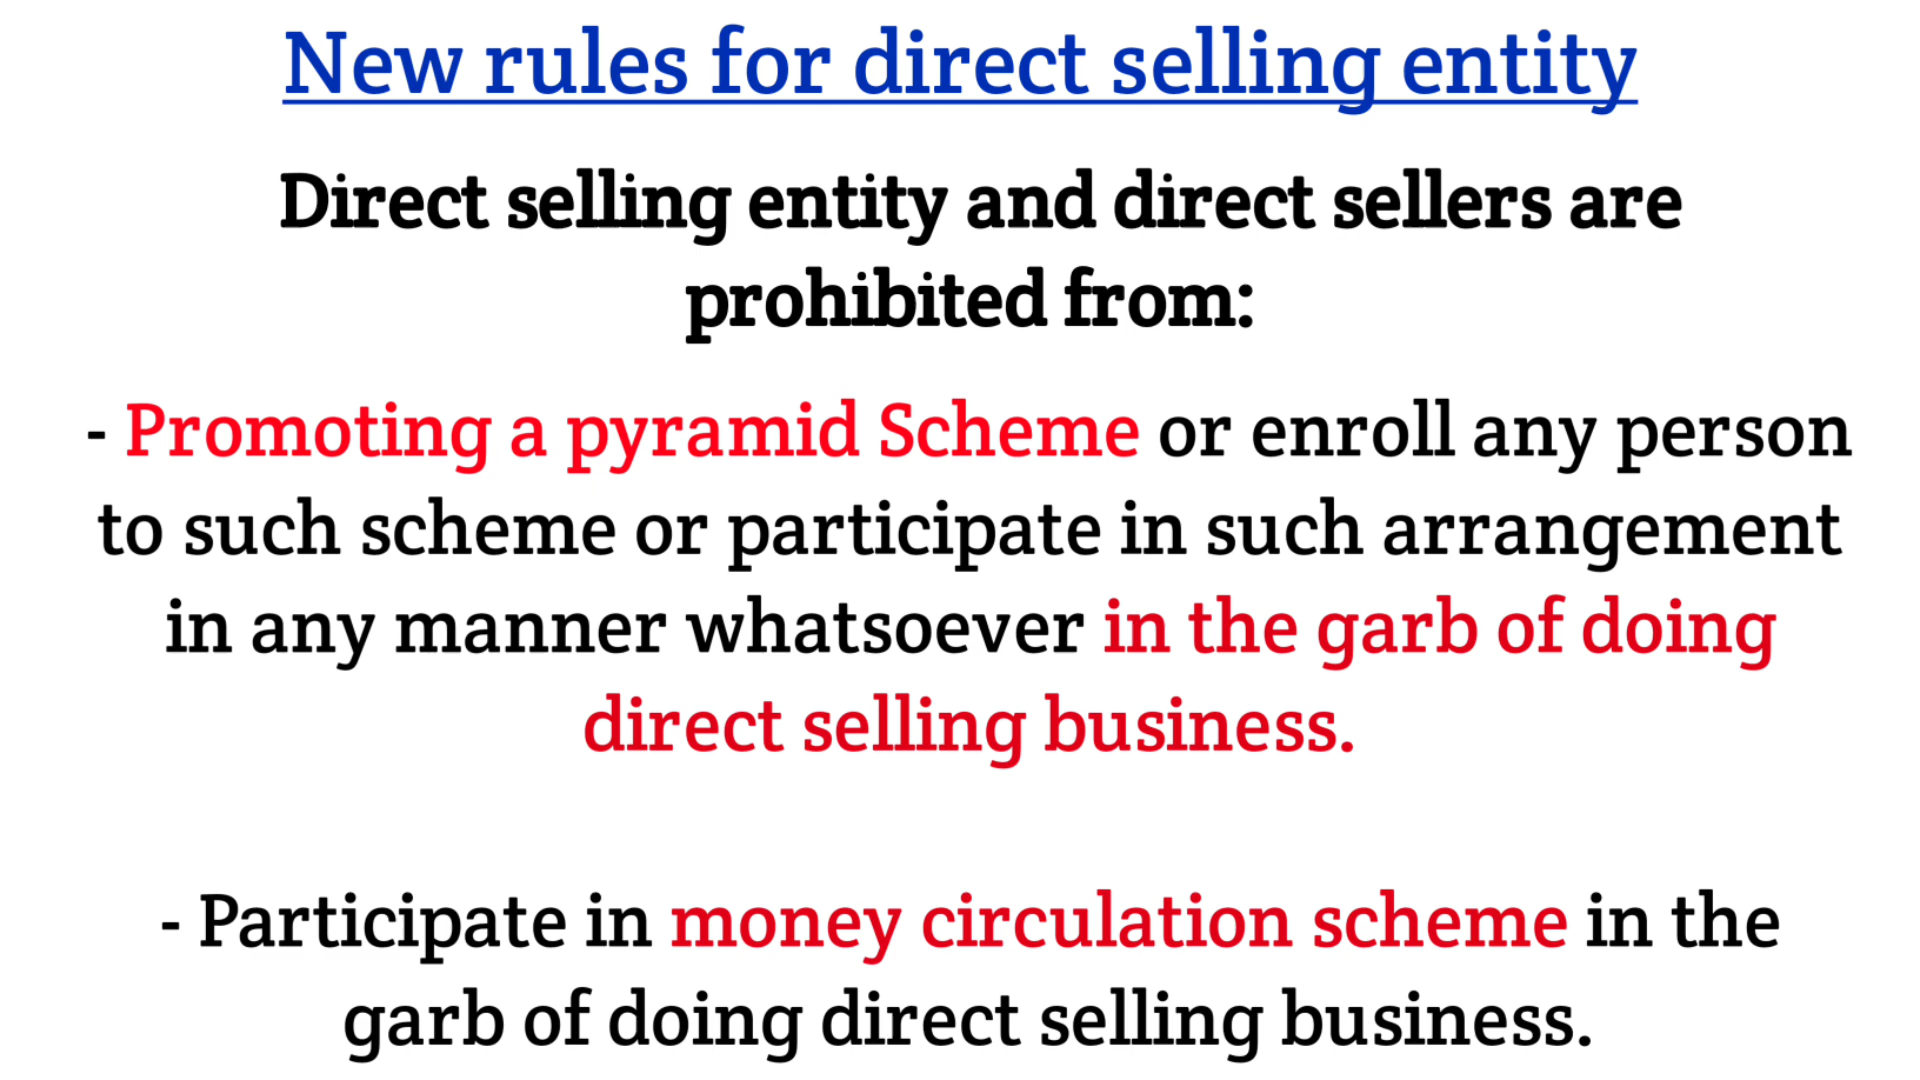 New rules for direct selling entity
Direct selling entity and direct sellers are
prohibited from:
- Promoting a pyramid Scheme or enroll any person
to such scheme or participate in such arrangement
in any manner whatsoever in the garb of doing
direct selling business.
- Participate in money circulation scheme in the
garb of doing direct selling business.